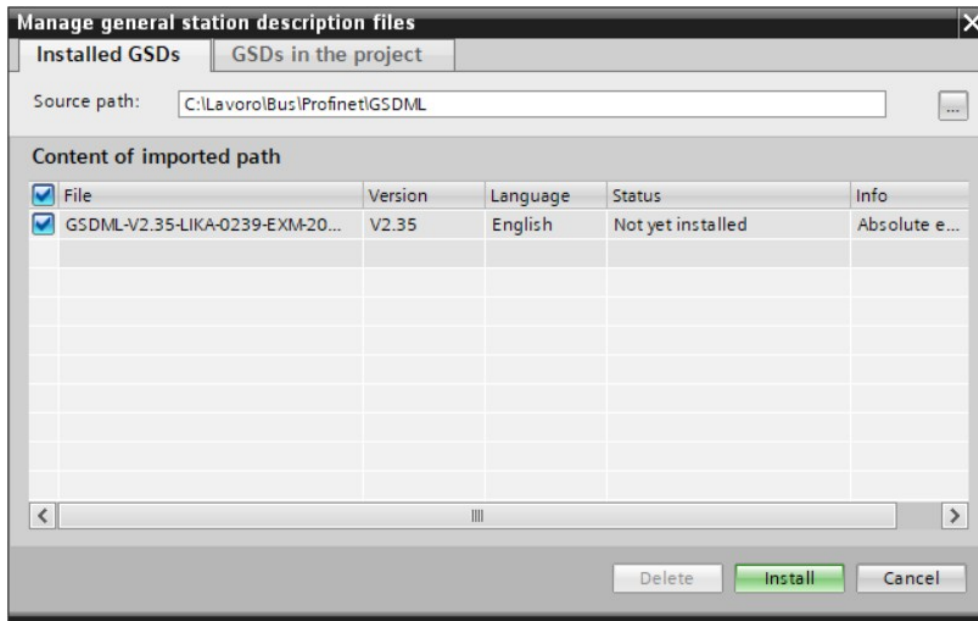 Manage general station description files
Installed GSDs GSDs in the project
Source path: C:\Lavoro\Bus\Profinet\GSDML ...
Content of imported path
File Version Language Status Info
GSDML-V2.35-LIKA-0239-EXM-20... V2.35 English Not yet installed Absolute e...
Delete Install Cancel